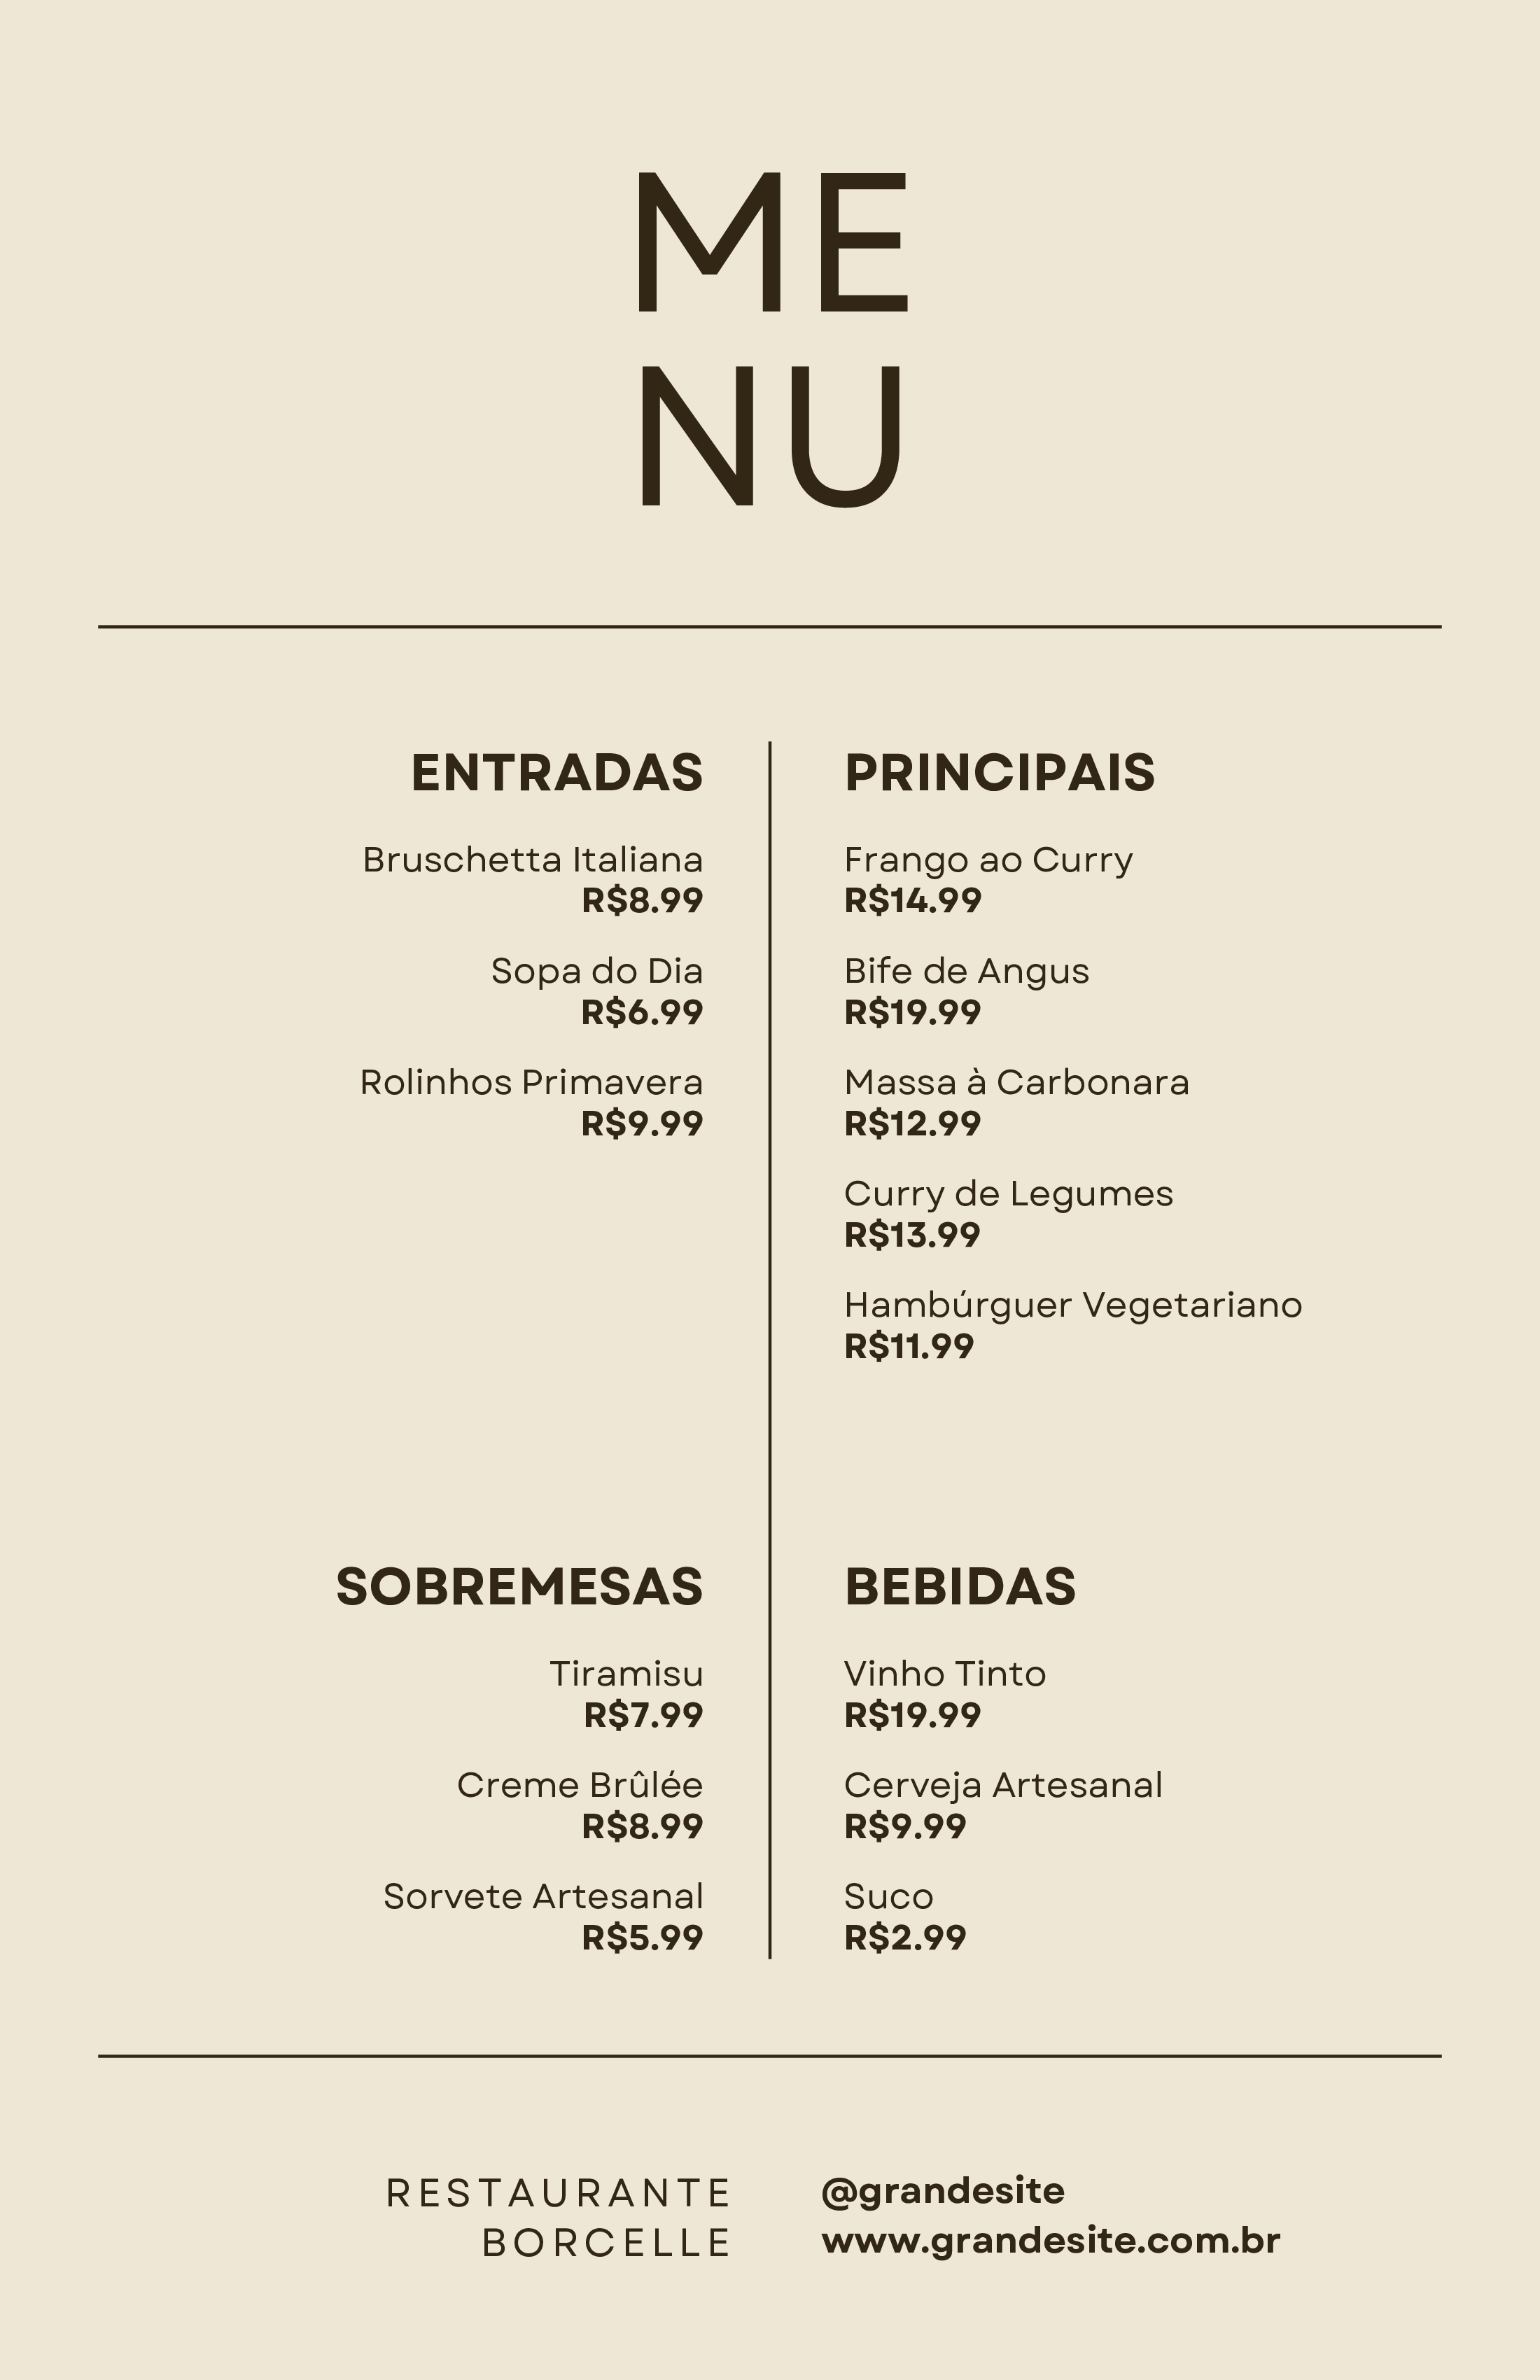 ME
NU
ENTRADAS
Bruschetta Italiana
R$8.99
Sopa do Dia
R$6.99
Rolinhos Primavera
R$9.99
PRINCIPAIS
Frango ao Curry
R$14.99
Bife de Angus
R$19.99
Massa à Carbonara
R$12.99
Curry de Legumes
R$13.99
Hambúrguer Vegetariano
R$11.99
SOBREMESAS
Tiramisu
R$7.99
Creme Brûlée
R$8.99
Sorvete Artesanal
R$5.99
BEBIDAS
Vinho Tinto
R$19.99
Cerveja Artesanal
R$9.99
Suco
R$2.99
RESTAURANTE
BORCELLE
@grandesite
www.grandesite.com.br